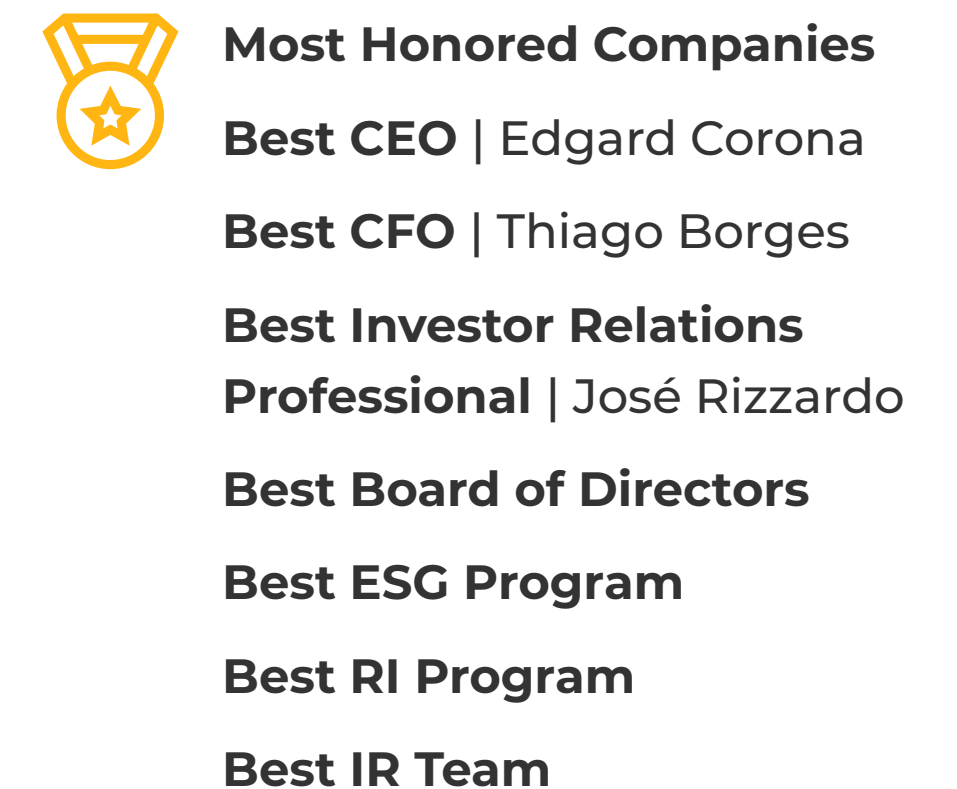 Most Honored Companies
Best CEO | Edgard Corona
Best CFO | Thiago Borges
Best Investor Relations
Professional | José Rizzardo
Best Board of Directors
Best ESG Program
Best RI Program
Best IR Team